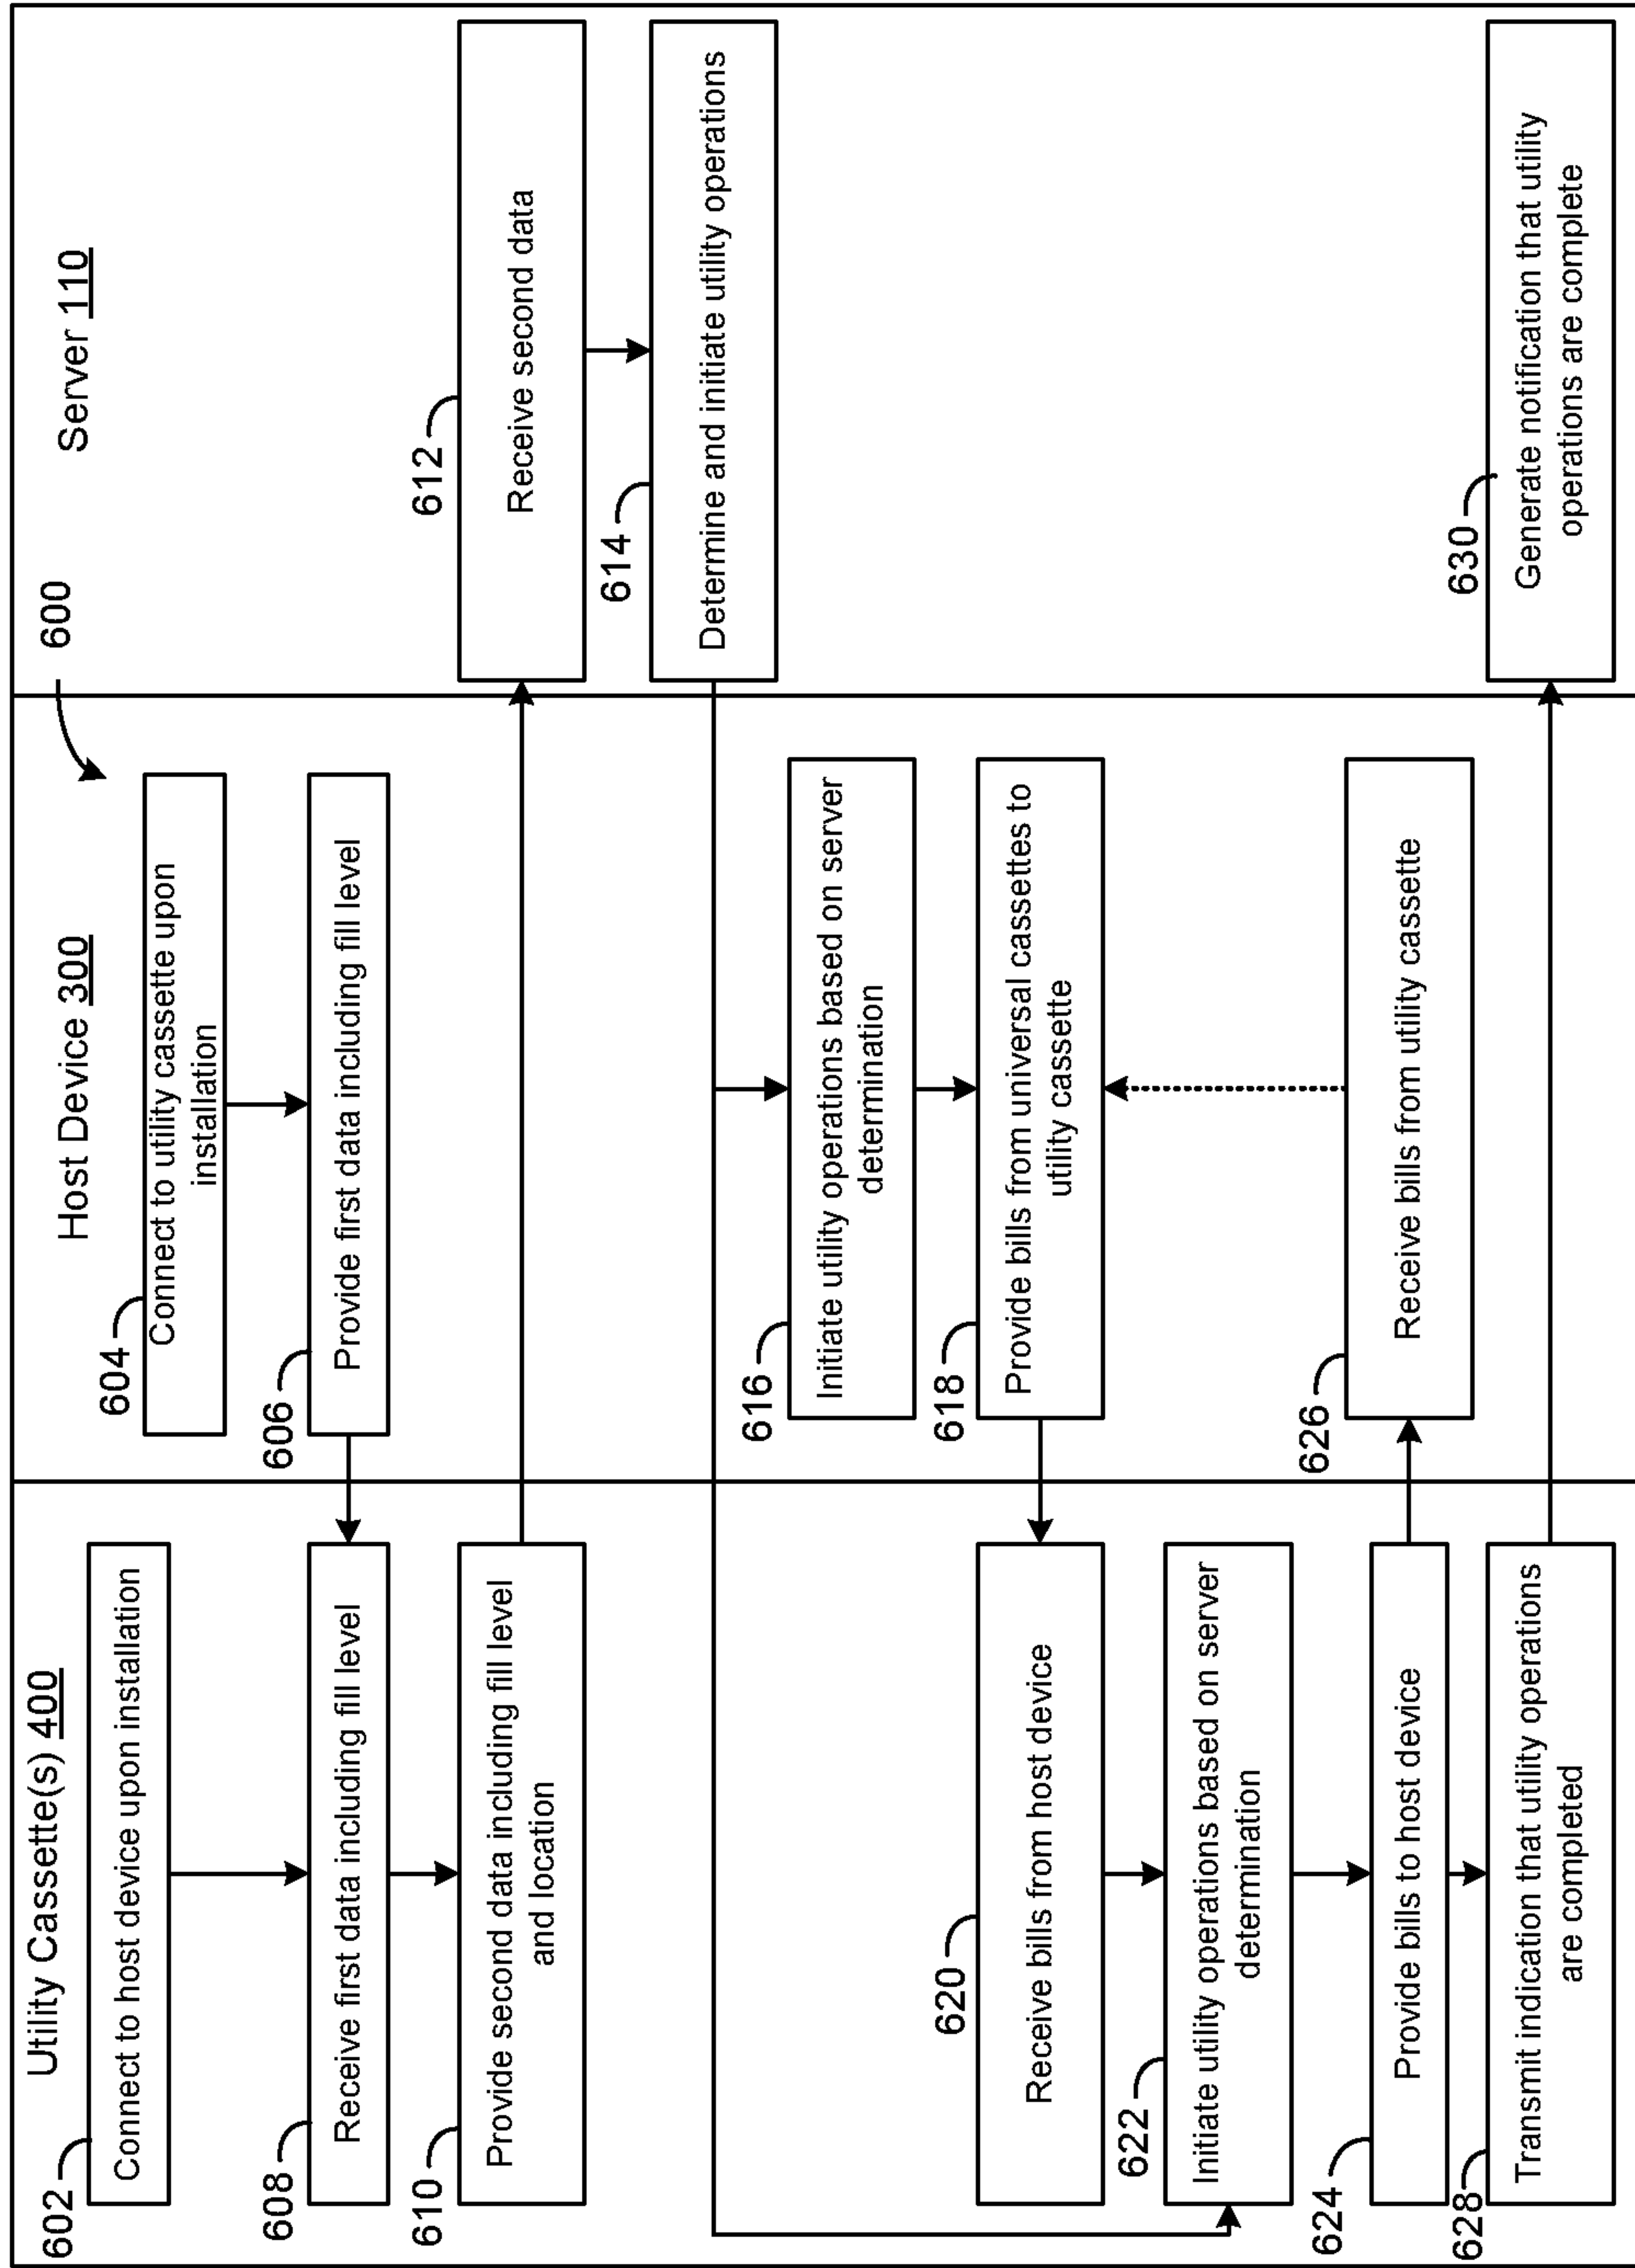 600
Utility Cassette(s) 400
Host Device 300
Server 110
602
Connect to host device upon installation
604
Connect to utility cassette upon
installation
606
Provide first data including fill level
608
Receive first data including fill level
610
Provide second data including fill level
and location
612
Receive second data
614
Determine and initiate utility operations
616
Initiate utility operations based on server
determination
618
Provide bills from universal cassettes to
utility cassette
620
Receive bills from host device
622
Initiate utility operations based on server
determination
624
Provide bills to host device
626
Receive bills from utility cassette
628
Transmit indication that utility operations
are completed
630
Generate notification that utility
operations are complete